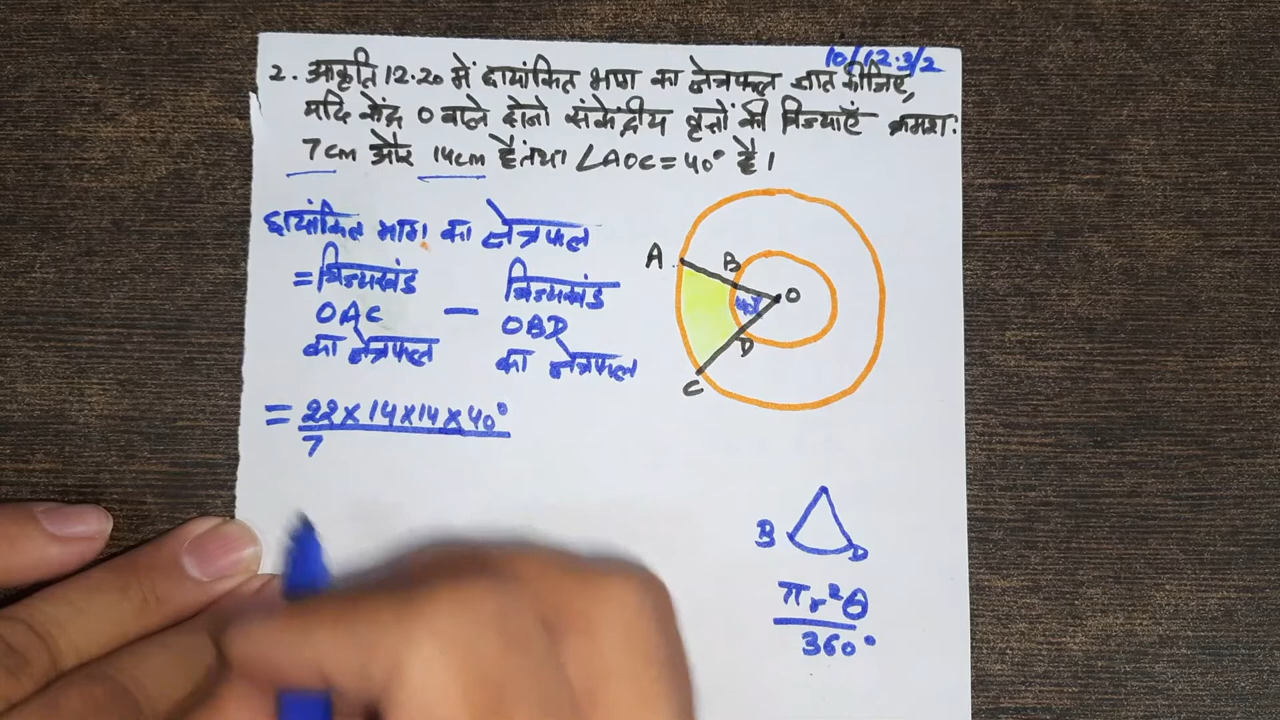 10/12.3/2
2. आकृति 12.20 में छायांकित भाग का क्षेत्रफल ज्ञात कीजिए,
यदि केंद्र O वाले दोनों संकेंद्रीय वृत्तों की त्रिज्याएँ क्रमश:
7cm और 14cm हैं तथा ∠AOC = 40° है।
छायांकित भाग का क्षेत्रफल
= त्रिज्यखंड - त्रिज्यखंड
OAC OBD
का क्षेत्रफल का क्षेत्रफल
= 22 × 14 × 14 × 40°
7
A
B
O
40°
D
C
B D
πr²θ
360°